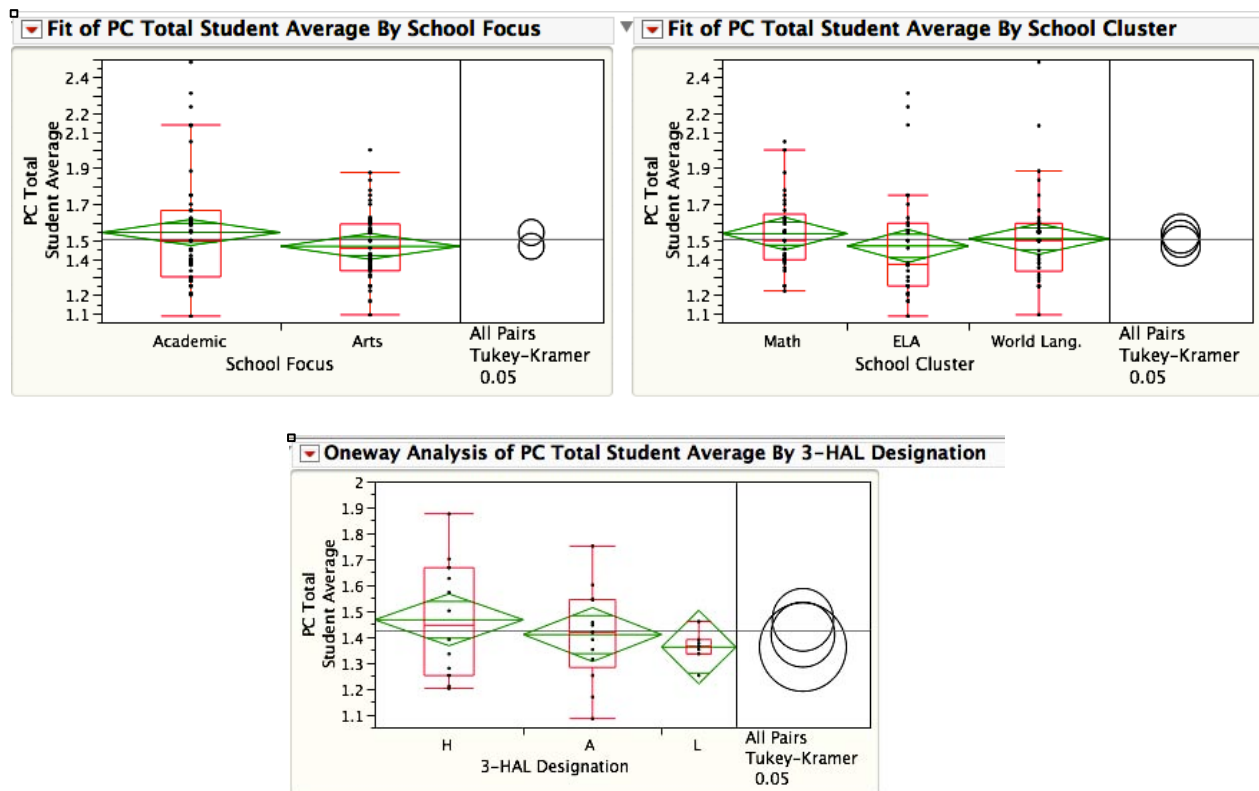 Fit of PC Total Student Average By School Focus
PC Total
Student Average
2.4
2.2
2.1
1.9
1.7
1.5
1.4
1.2
1.1
Academic
Arts
School Focus
All Pairs
Tukey-Kramer
0.05
Fit of PC Total Student Average By School Cluster
PC Total
Student Average
2.4
2.2
2.1
1.9
1.7
1.5
1.4
1.2
1.1
Math
ELA
World Lang.
School Cluster
All Pairs
Tukey-Kramer
0.05
Oneway Analysis of PC Total Student Average By 3-HAL Designation
PC Total
Student Average
2
1.9
1.8
1.7
1.6
1.5
1.4
1.3
1.2
1.1
H
A
L
3-HAL Designation
All Pairs
Tukey-Kramer
0.05